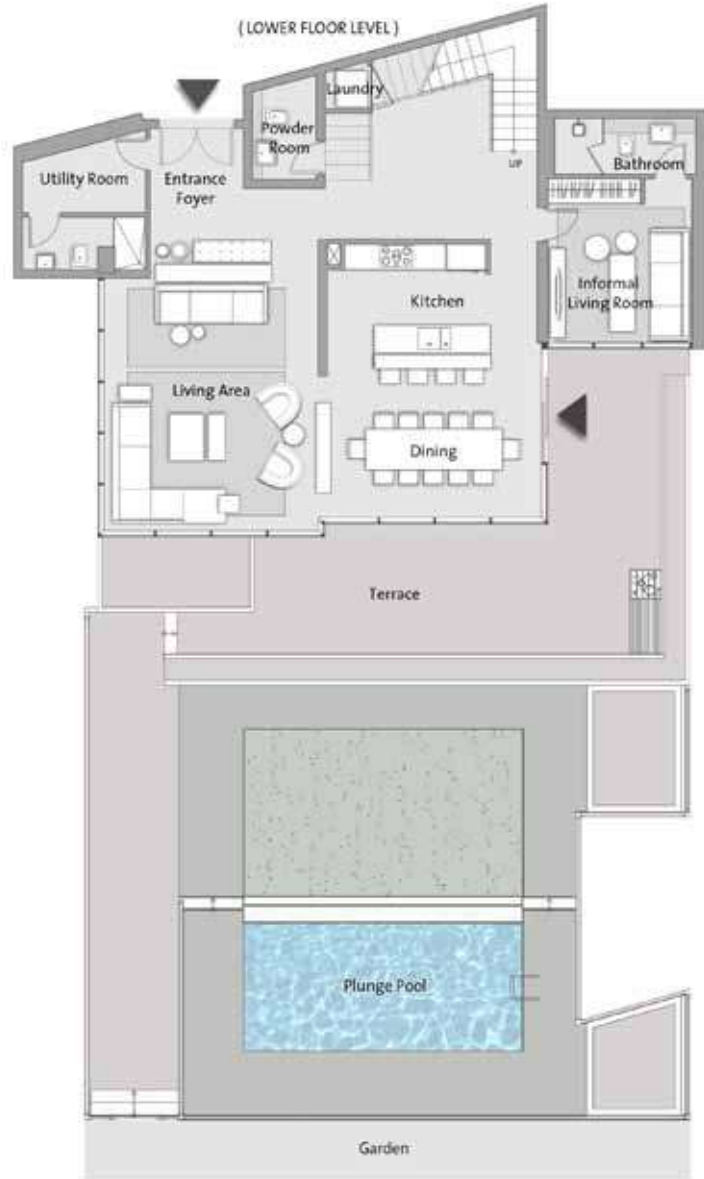 ( LOWER FLOOR LEVEL )
Laundry
Powder
Room
UP
Bathroom
Utility Room
Entrance
Foyer
Informal
Living Room
Kitchen
Living Area
Dining
Terrace
Plunge Pool
Garden